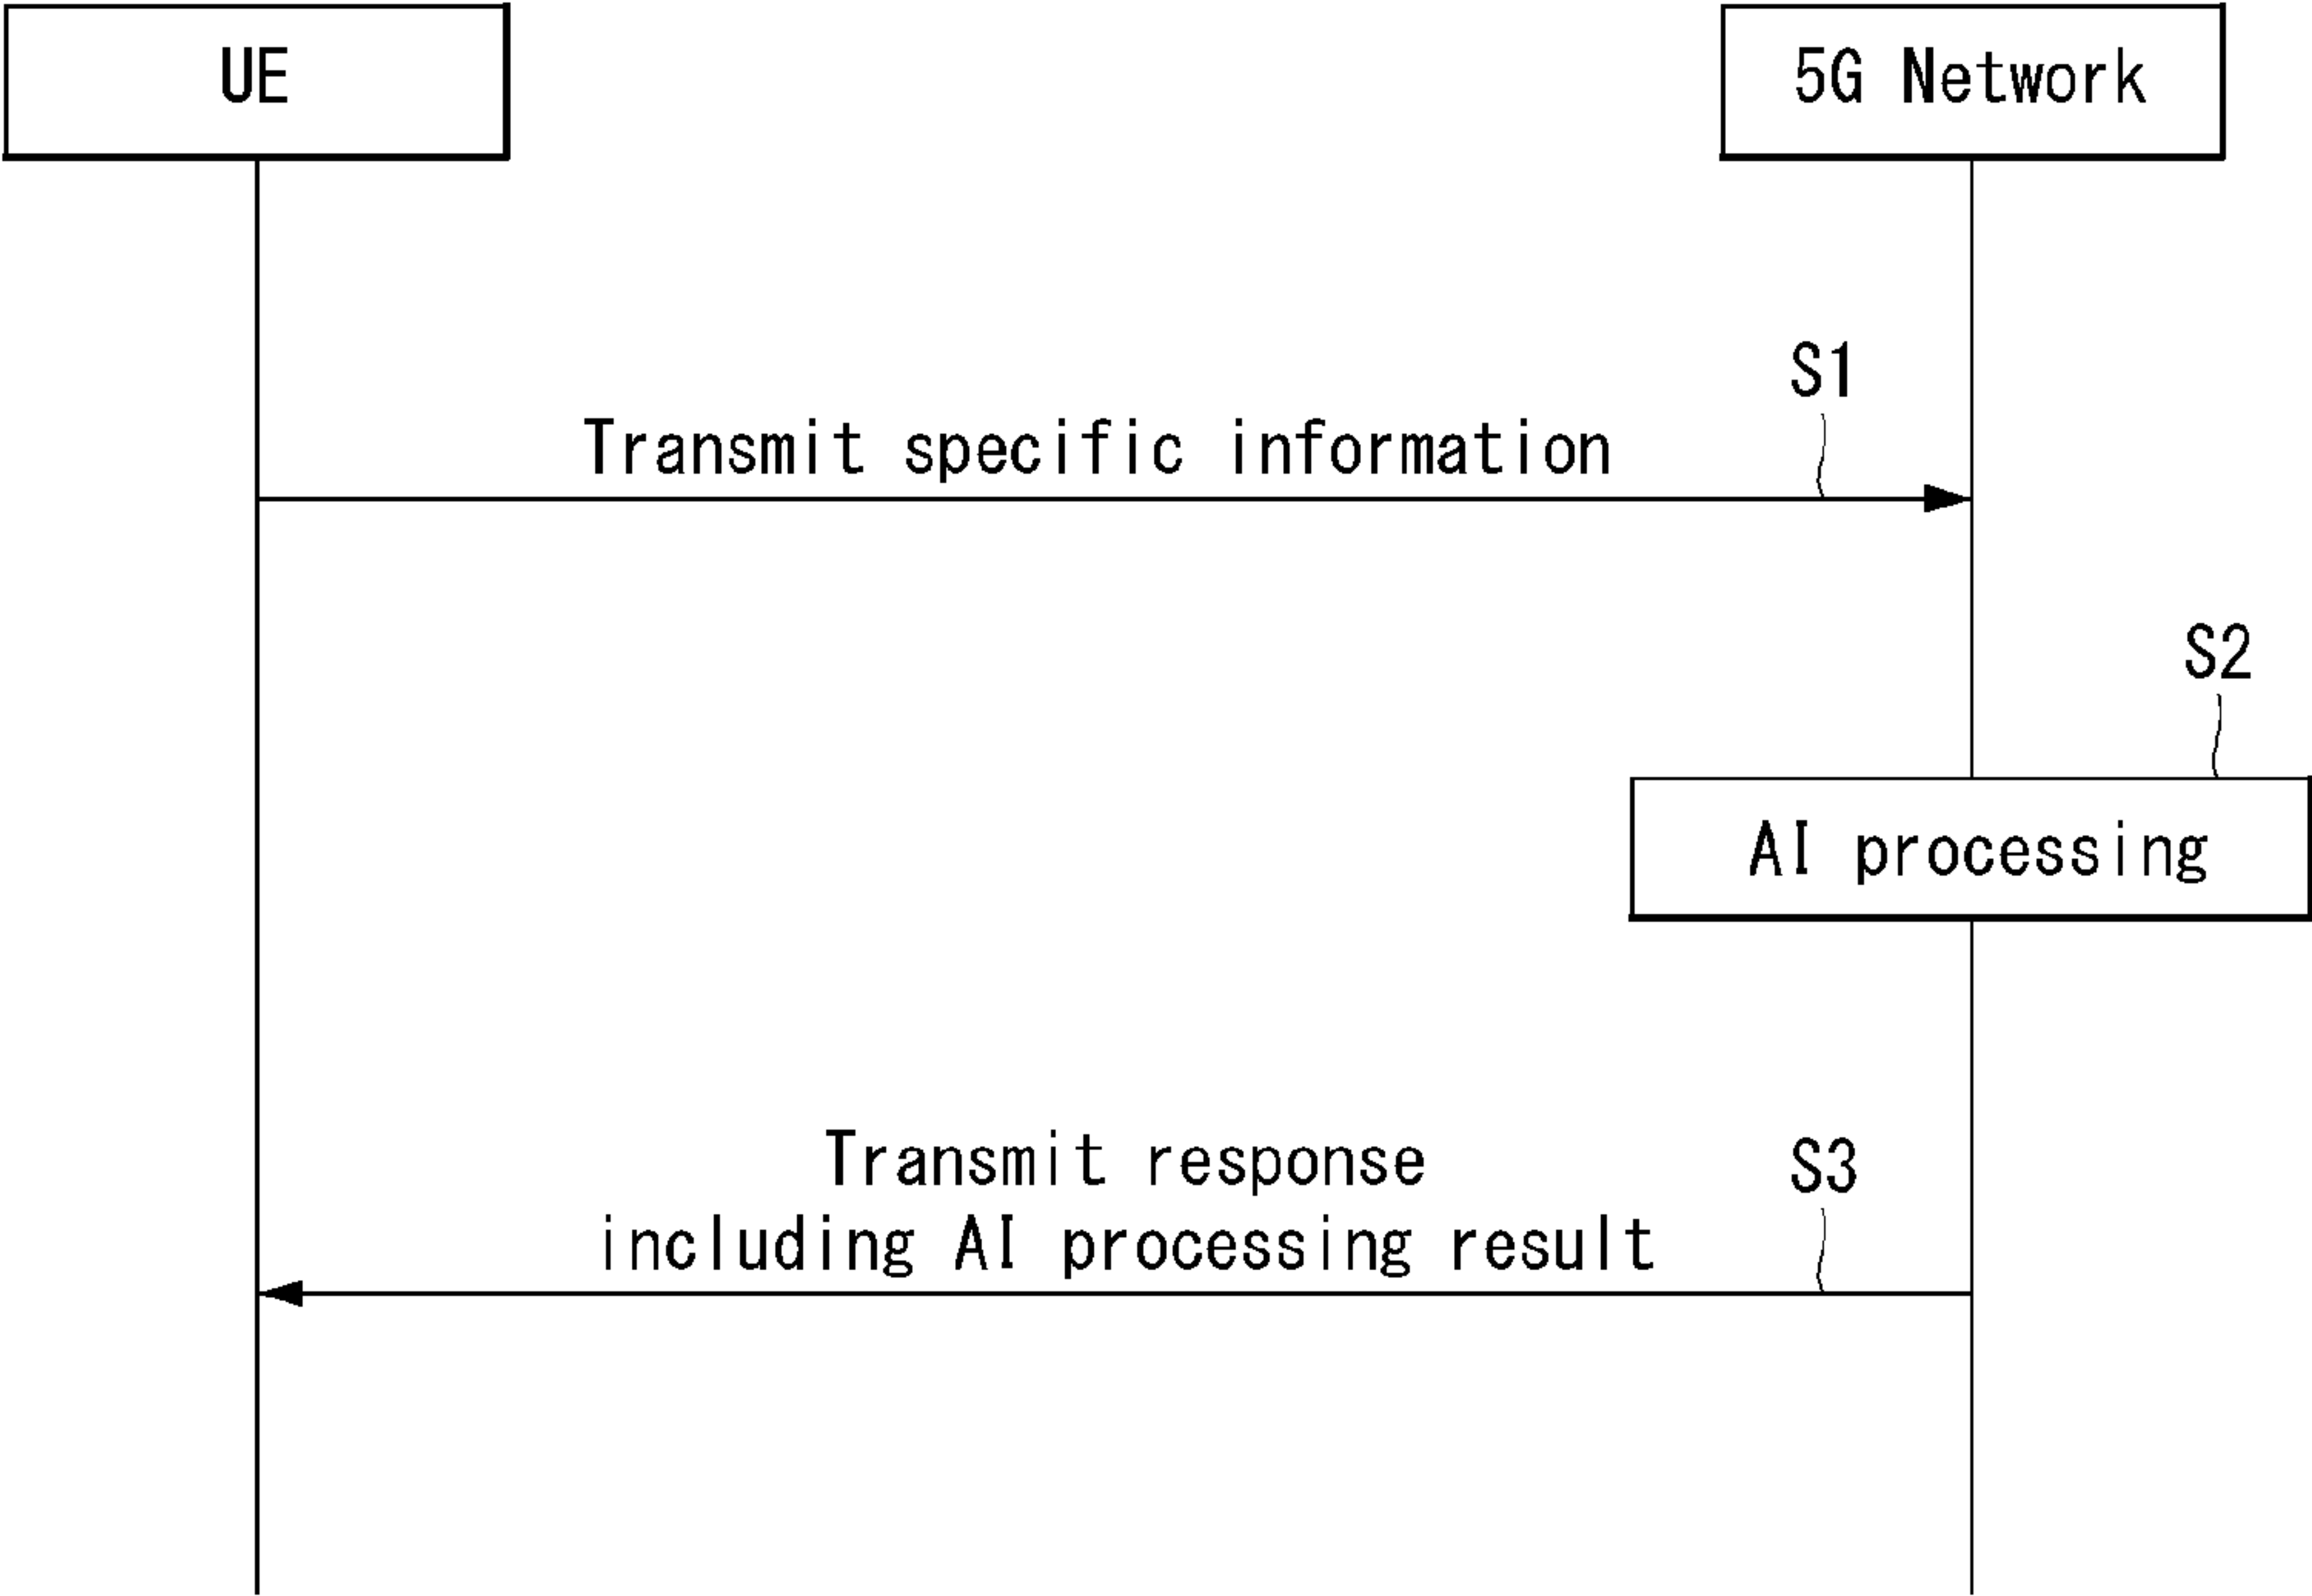 UE
5G Network
S1
Transmit specific information
S2
AI processing
Transmit response
S3
including AI processing result